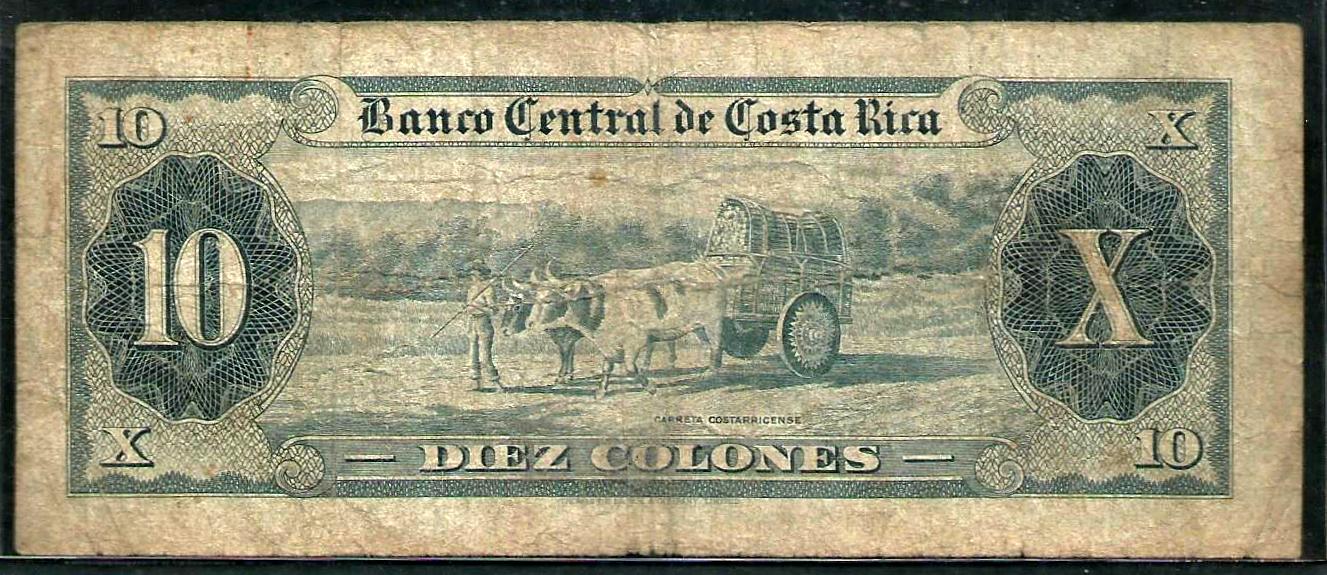 Banco Central de Costa Rica
10
X
10
X
CARRETA COSTARRICENSE
X
10
DIEZ COLONES